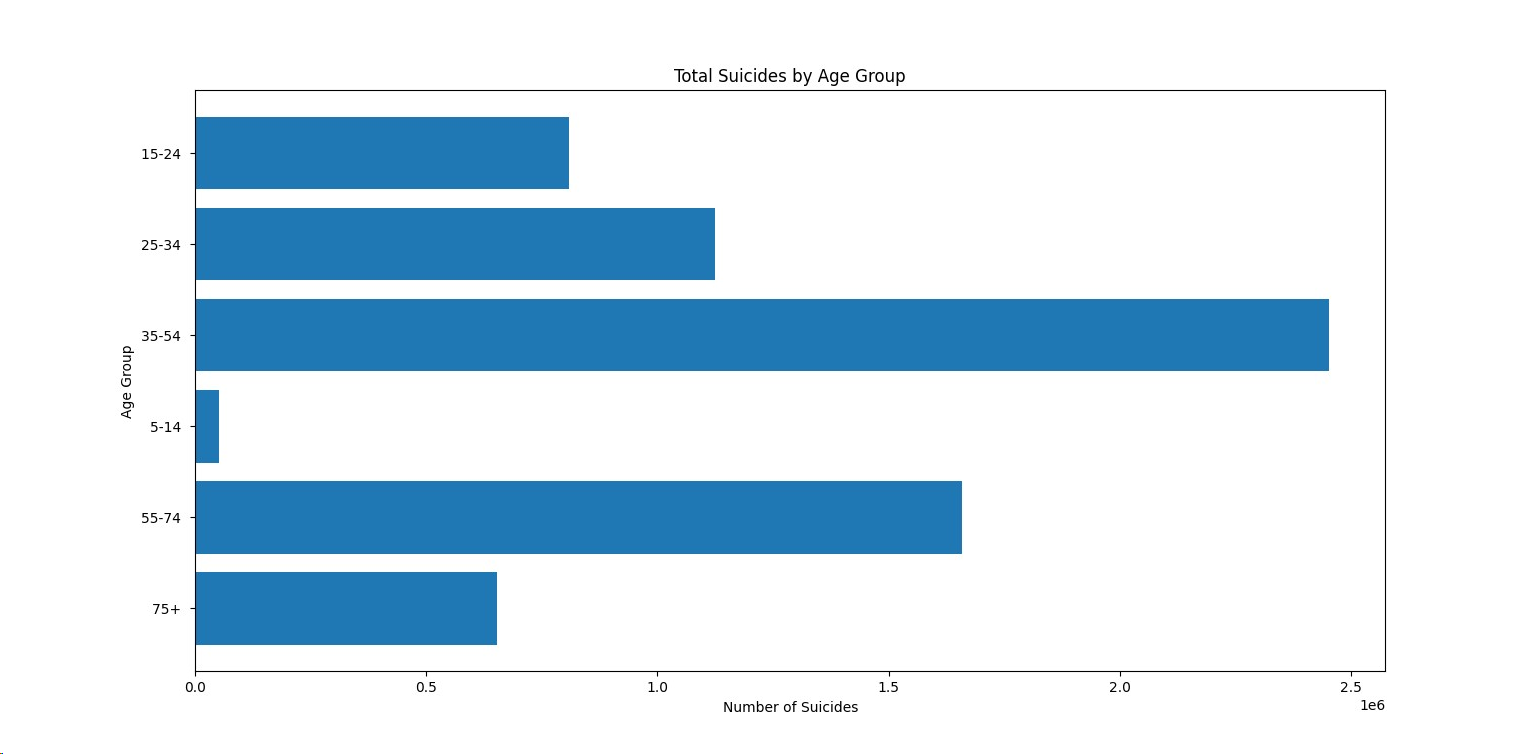 Total Suicides by Age Group
15-24
25-34
35-54
5-14
55-74
75+
Age Group
0.0 0.5 1.0 1.5 2.0 2.5
1e6
Number of Suicides